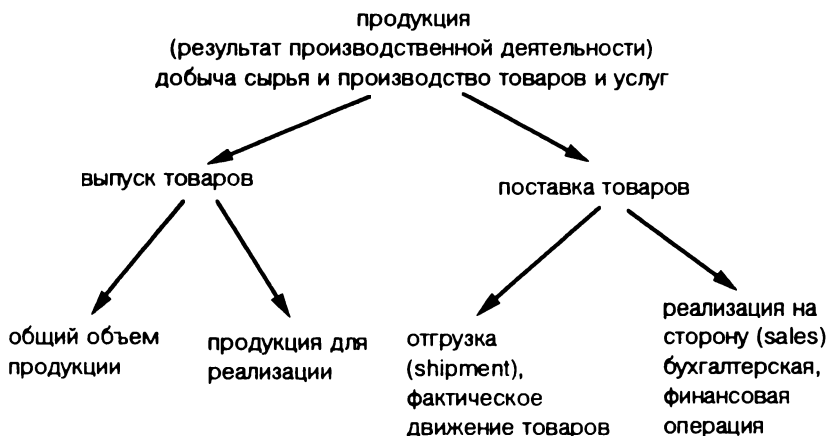 продукция
(результат производственной деятельности)
добыча сырья и производство товаров и услуг
выпуск товаров
поставка товаров
общий объем
продукции
продукция для
реализации
отгрузка
(shipment),
фактическое
движение товаров
реализация на
сторону (sales)
бухгалтерская,
финансовая
операция